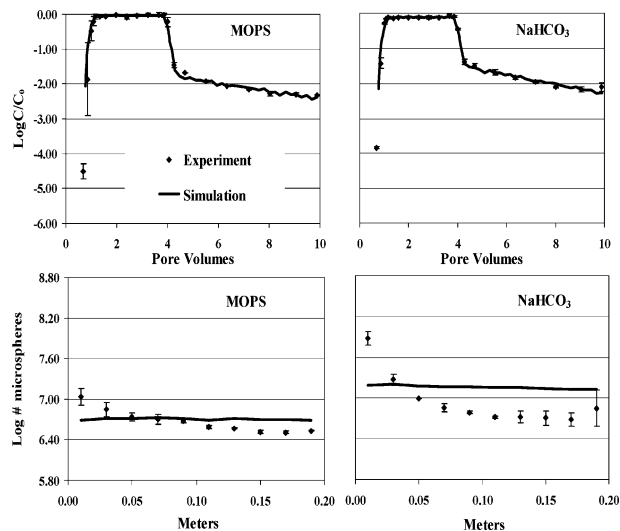 0.00
-1.00
-2.00
-3.00
-4.00
-5.00
-6.00
LogC/Co
MOPS
Experiment
Simulation
0 2 4 6 8 10
Pore Volumes
NaHCO3
0 2 4 6 8 10
Pore Volumes
8.80
8.20
7.60
7.00
6.40
5.80
Log # microspheres
MOPS
0.00 0.05 0.10 0.15 0.20
Meters
NaHCO3
0.00 0.05 0.10 0.15 0.20
Meters